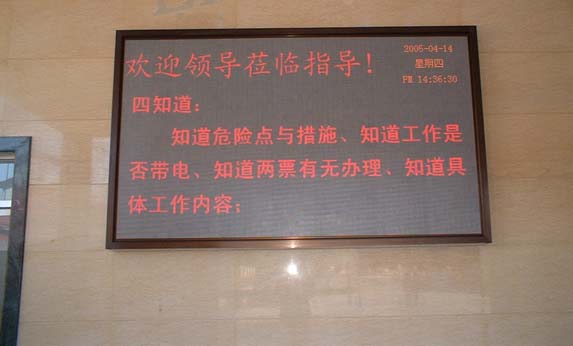 欢迎领导莅临指导!
2005-04-14
星期四
PM 14:36:30
四知道:
知道危险点与措施、知道工作是
否带电、知道两票有无办理、知道具
体工作内容;